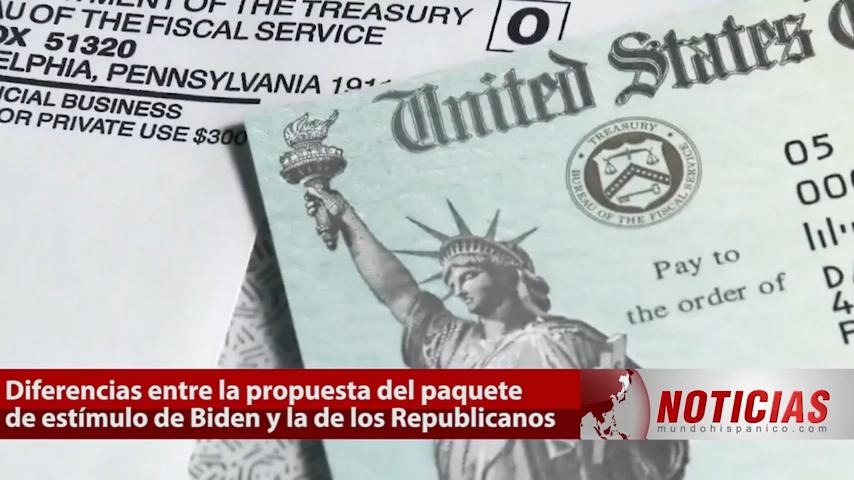 MENT OF THE TREASURY
AU OF THE FISCAL SERVICE
OX 51320
ELPHIA, PENNSYLVANIA
CIAL BUSINESS
OR PRIVATE USE $300
O
United States
TREASURY
BUREAU OF THE FISCAL SERVICE
05
Pay to
the order of
Diferencias entre la propuesta del paquete
de estímulo de Biden y la de los Republicanos
NOTICIAS
mundohispanico.com